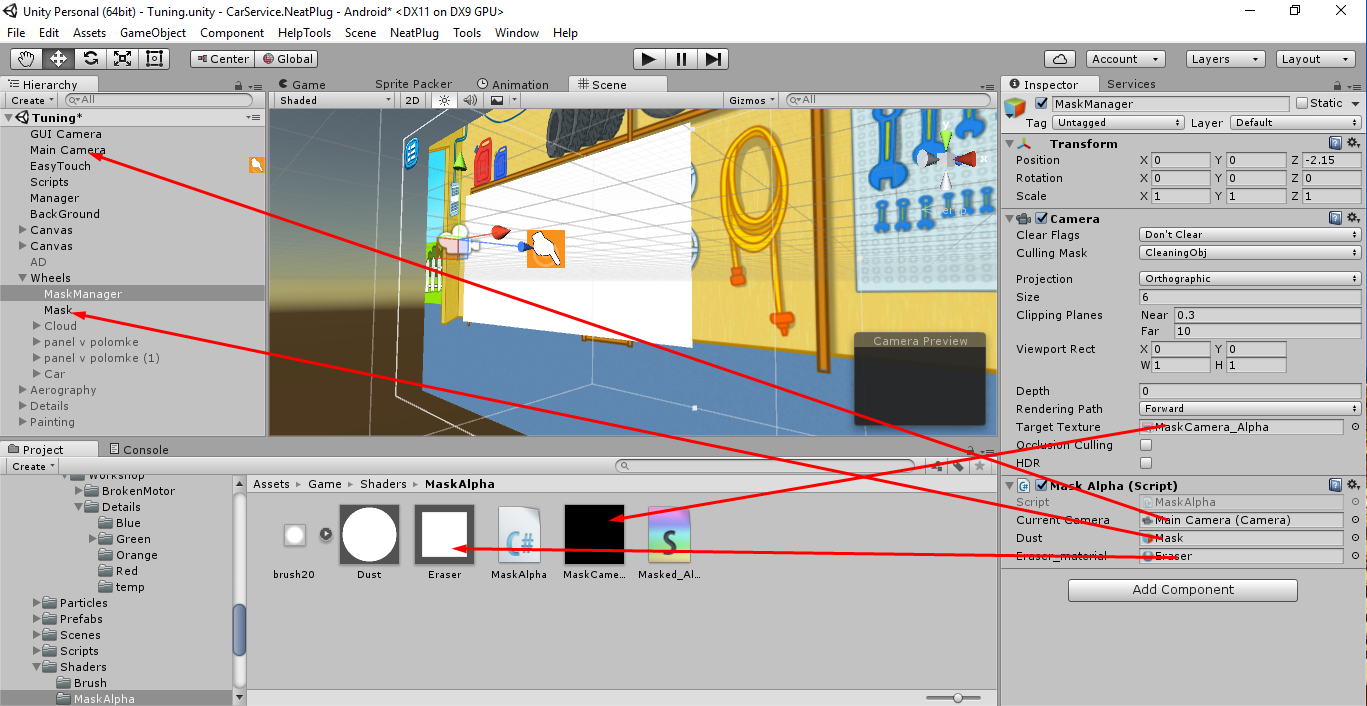 Unity Personal (64bit) - Tuning.unity - CarService.NeatPlug - Android* <DX11 on DX9 GPU>
File Edit Assets GameObject Component HelpTools Scene NeatPlug Tools Window Help
Center Global Account Layers Layout
Hierarchy
Create All
Tuning*
GUI Camera
Main Camera
EasyTouch
Scripts
Manager
BackGround
Canvas
Canvas
AD
Wheels
MaskManager
Mask
Cloud
panel v polomke
panel v polomke (1)
Car
Aerography
Details
Painting
Game Sprite Packer Animation Scene
Shaded 2D Gizmos All
y
x
Persp
Camera Preview
Inspector Services
MaskManager Static
Tag Untagged Layer Default
Transform
Position X 0 Y 0 Z -2.15
Rotation X 0 Y 0 Z 0
Scale X 1 Y 1 Z 1
Camera
Clear Flags Don't Clear
Culling Mask CleaningObj
Projection Orthographic
Size 6
Clipping Planes Near 0.3
Far 10
Viewport Rect X 0 Y 0
W 1 H 1
Depth 0
Rendering Path Forward
Target Texture MaskCamera_Alpha
Occlusion Culling
HDR
Mask Alpha (Script)
Script MaskAlpha
Current Camera Main Camera (Camera)
Dust Mask
Eraser_material Eraser
Add Component
Project Console
Create
Workshop
BrokenMotor
Details
Blue
Green
Orange
Red
temp
Particles
Prefabs
Scenes
Scripts
Shaders
Brush
MaskAlpha
Assets ▸ Game ▸ Shaders ▸ MaskAlpha
C#
S
brush20 Dust Eraser MaskAlpha MaskCame... Masked_Al...